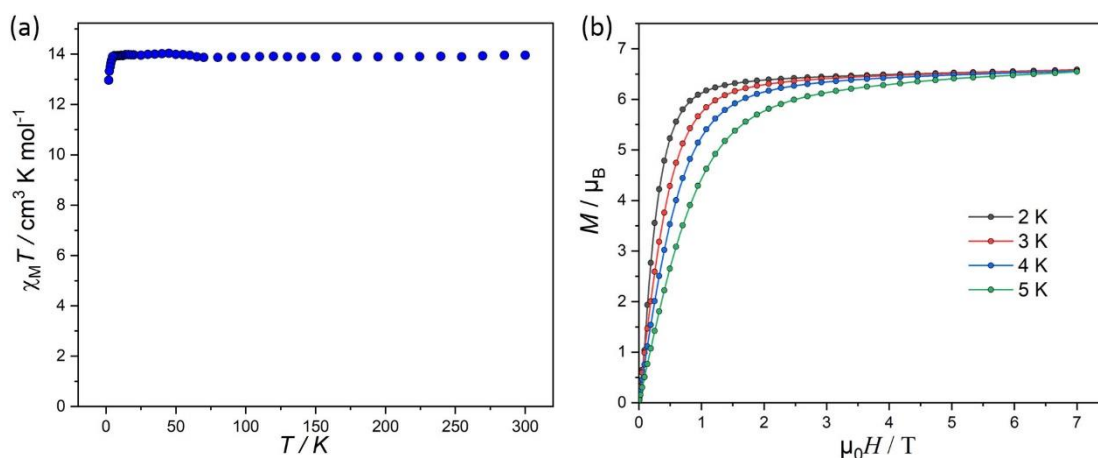 (a)
χMT / cm³ K mol⁻¹
14
12
10
8
6
4
2
0
0 50 100 150 200 250 300
T / K
(b)
M / μB
7
6
5
4
3
2
1
0
2 K
3 K
4 K
5 K
0 1 2 3 4 5 6 7
μ0H / T